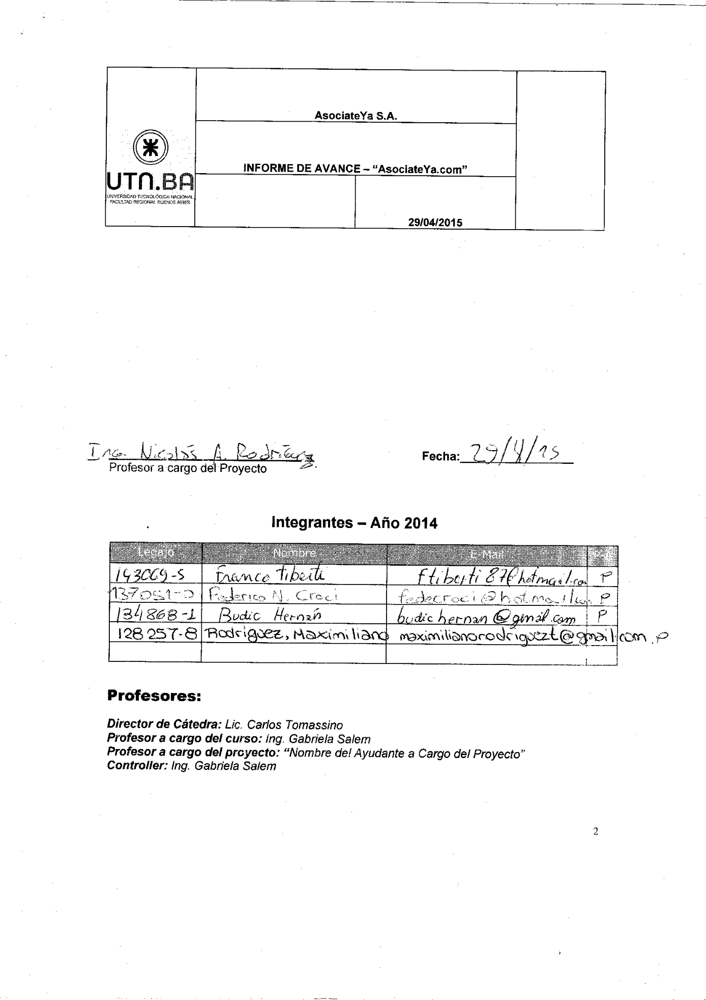 AsociateYa S.A.
INFORME DE AVANCE – “AsociateYa.com”
UTN.BA
UNIVERSIDAD TECNOLÓGICA NACIONAL
FACULTAD REGIONAL BUENOS AIRES
29/04/2015
Ing. Nicolás A. Rodríguez
Fecha: 29/4/15
Profesor a cargo del Proyecto
Integrantes – Año 2014
Legajo Nombre E-Mail
143069-5 Franco Tiberti ftiberti87@hotmail.com P
137051-0 Federico N. Croci fedecroci@hotmail.com P
134868-1 Budic Hernán budichernan@gmail.com P
128257-8 Rodriguez, Maximiliano maximilianorodriguezt@gmail.com. P
Profesores:
Director de Cátedra: Lic. Carlos Tomassino
Profesor a cargo del curso: Ing. Gabriela Salem
Profesor a cargo del proyecto: “Nombre del Ayudante a Cargo del Proyecto”
Controller: Ing. Gabriela Salem
2